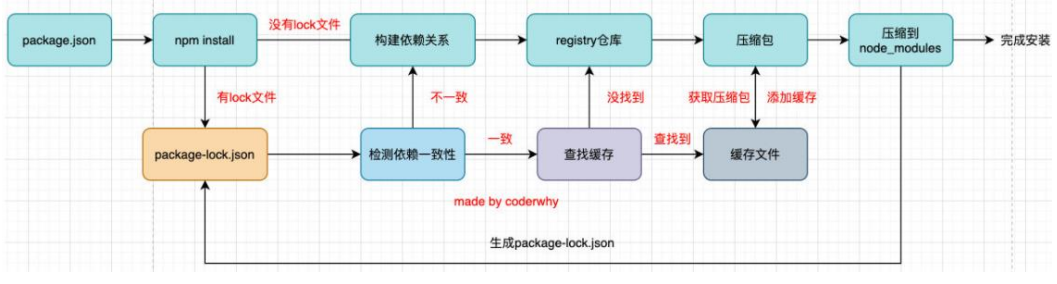 没有lock文件
package.json
npm install
构建依赖关系
registry仓库
压缩包
压缩到
node_modules
完成安装
有lock文件
不一致
没找到
获取压缩包
添加缓存
package-lock.json
检测依赖一致性
一致
查找缓存
查找到
缓存文件
made by coderwhy
生成package-lock.json